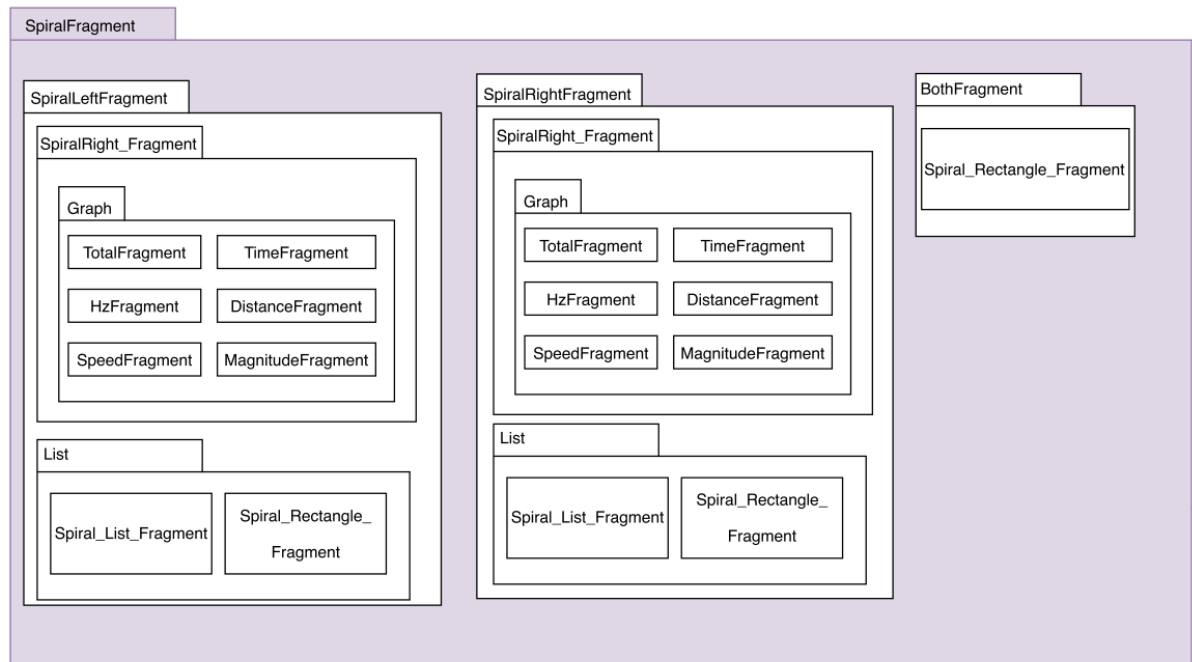 SpiralFragment
SpiralLeftFragment
SpiralRight_Fragment
Graph
TotalFragment
TimeFragment
HzFragment
DistanceFragment
SpeedFragment
MagnitudeFragment
List
Spiral_List_Fragment
Spiral_Rectangle_
Fragment
SpiralRightFragment
SpiralRight_Fragment
Graph
TotalFragment
TimeFragment
HzFragment
DistanceFragment
SpeedFragment
MagnitudeFragment
List
Spiral_List_Fragment
Spiral_Rectangle_
Fragment
BothFragment
Spiral_Rectangle_Fragment